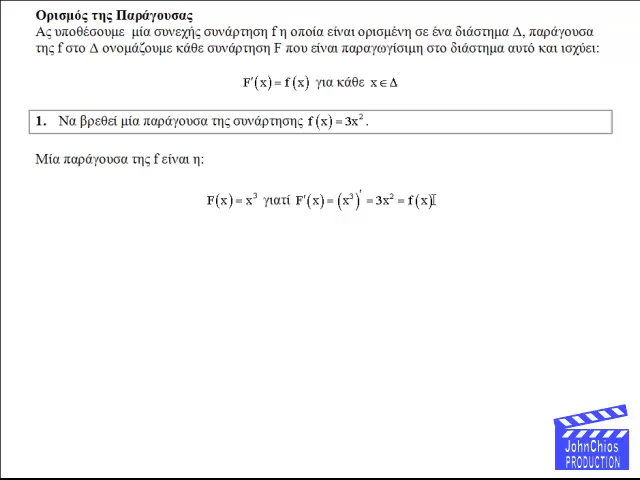 Ορισμός της Παράγουσας
Ας υποθέσουμε μία συνεχής συνάρτηση f η οποία είναι ορισμένη σε ένα διάστημα Δ, παράγουσα
της f στο Δ ονομάζουμε κάθε συνάρτηση F που είναι παραγωγίσιμη στο διάστημα αυτό και ισχύει:
F′(x) = f(x) για κάθε x ∈ Δ
1. Να βρεθεί μία παράγουσα της συνάρτησης f(x) = 3x².
Μία παράγουσα της f είναι η:
F(x) = x³ γιατί F′(x) = (x³)′ = 3x² = f(x)
JohnChios
PRODUCTION